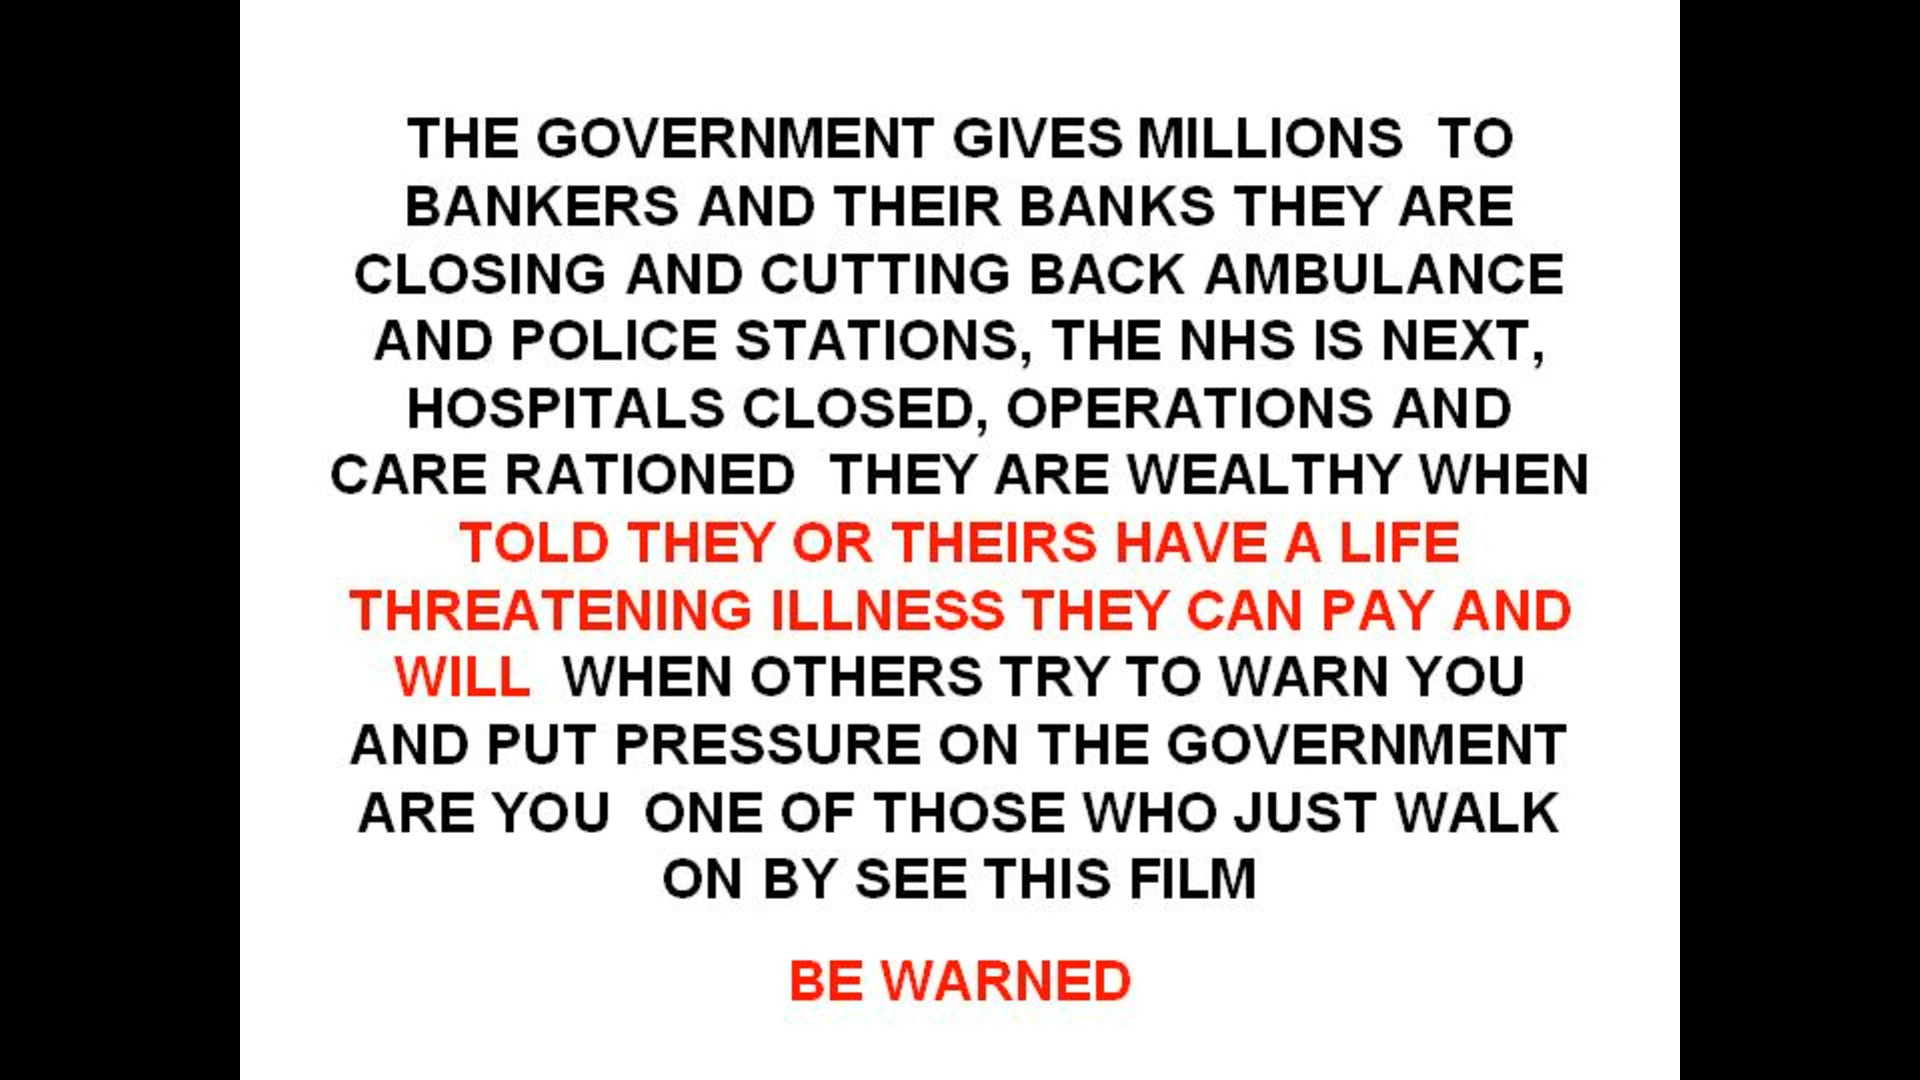 THE GOVERNMENT GIVES MILLIONS  TO
BANKERS AND THEIR BANKS THEY ARE
CLOSING AND CUTTING BACK AMBULANCE
AND POLICE STATIONS, THE NHS IS NEXT,
HOSPITALS CLOSED, OPERATIONS AND
CARE RATIONED  THEY ARE WEALTHY WHEN
TOLD THEY OR THEIRS HAVE A LIFE
THREATENING ILLNESS THEY CAN PAY AND
WILL  WHEN OTHERS TRY TO WARN YOU
AND PUT PRESSURE ON THE GOVERNMENT
ARE YOU  ONE OF THOSE WHO JUST WALK
ON BY SEE THIS FILM
BE WARNED